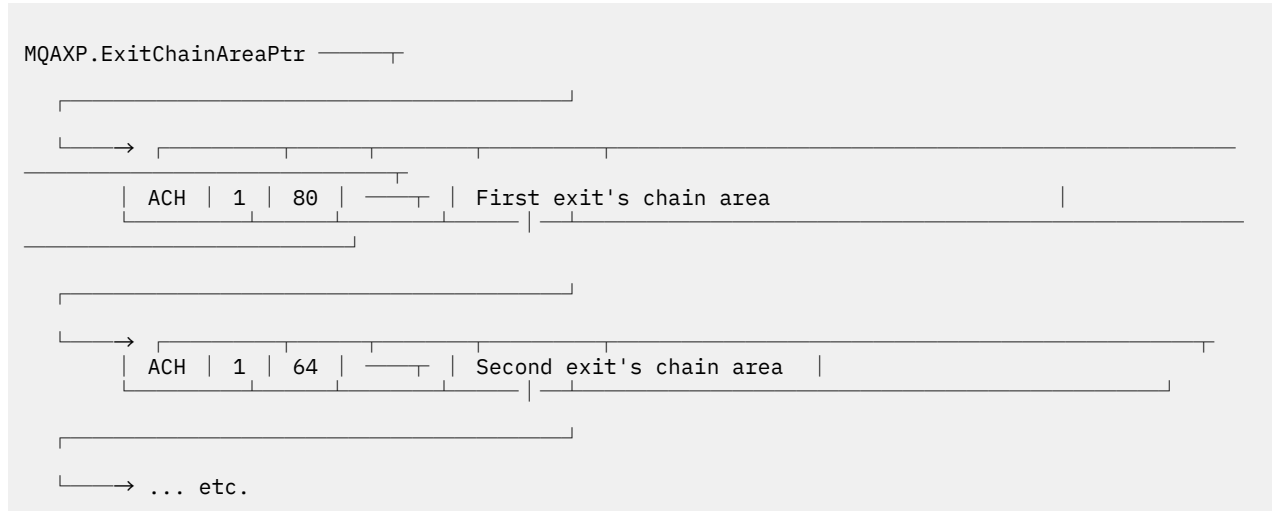 MQAXP.ExitChainAreaPtr
ACH 1 80 First exit's chain area
ACH 1 64 Second exit's chain area
... etc.